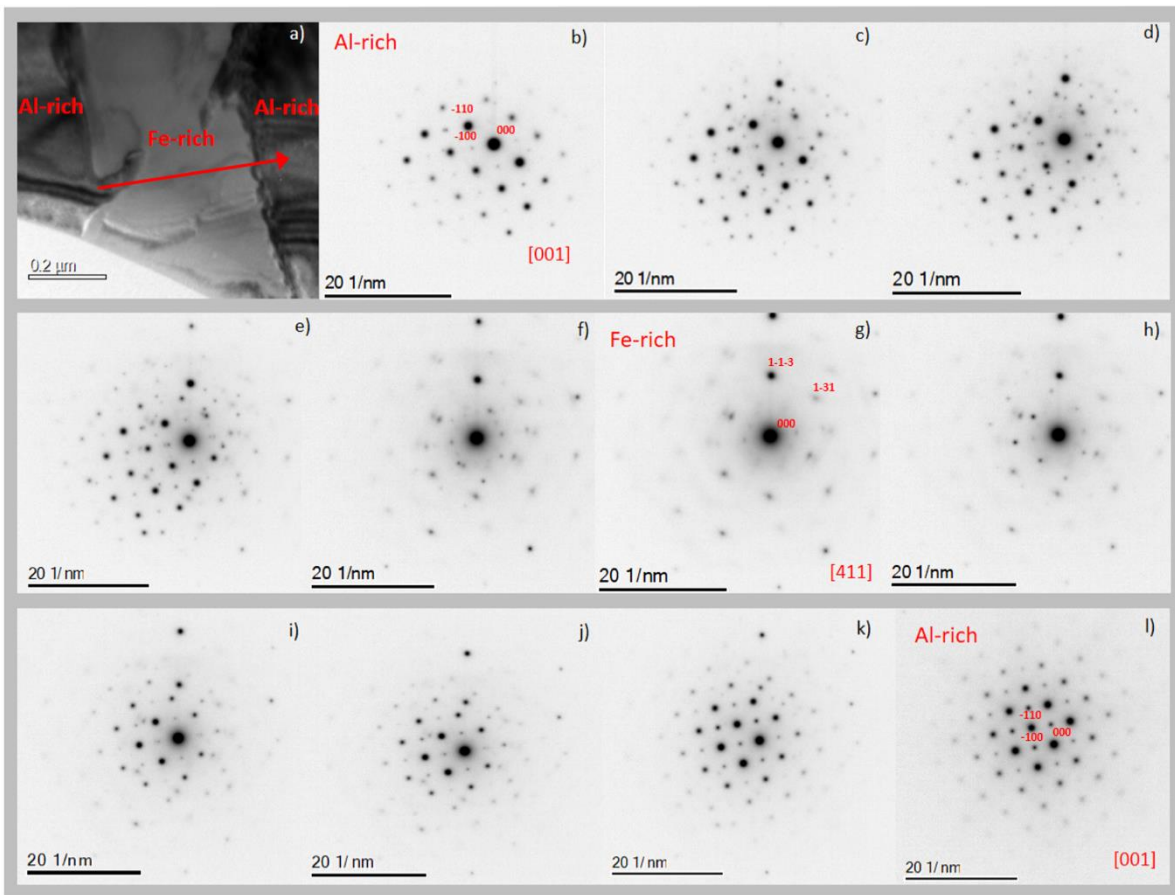 a)
Al-rich
Al-rich
Fe-rich
0.2 µm
b)
Al-rich
-110
000
-100
[001]
20 1/nm
c)
20 1/nm
d)
20 1/nm
e)
20 1/nm
f)
20 1/nm
g)
Fe-rich
1-1-3
1-31
000
[411]
20 1/nm
h)
20 1/nm
i)
20 1/nm
j)
20 1/nm
k)
20 1/nm
l)
Al-rich
-110
000
-100
[001]
20 1/nm